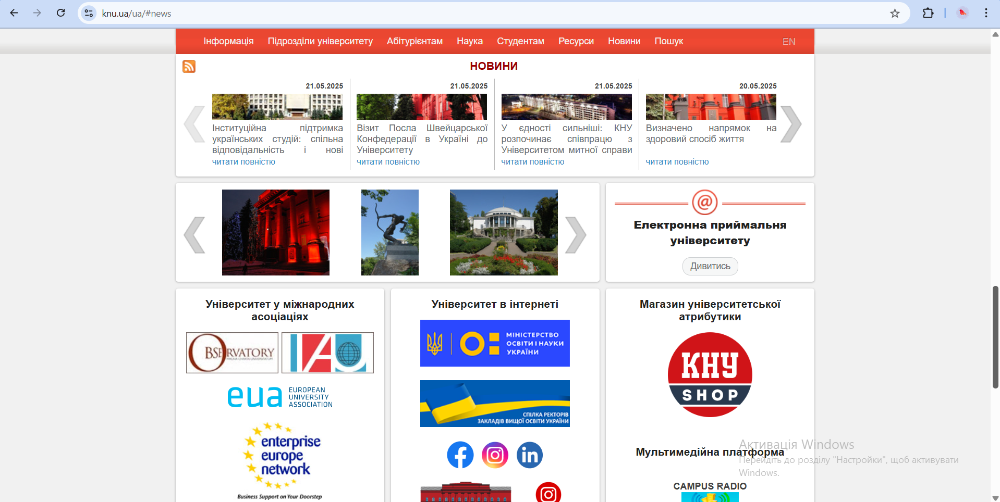 knu.ua/ua/#news
Інформація Підрозділи університету Абітурієнтам Наука Студентам Ресурси Новини Пошук EN
НОВИНИ
21.05.2025
Інституційна підтримка
українських студій: спільна
відповідальність і нові
читати повністю
21.05.2025
Візит Посла Швейцарської
Конфедерації в Україні до
Університету
читати повністю
21.05.2025
У єдності сильніші: КНУ
розпочинає співпрацю з
Університетом митної справи
читати повністю
20.05.2025
Визначено напрямок на
здоровий спосіб життя
читати повністю
@
Електронна приймальня
університету
Дивитись
Університет у міжнародних
асоціаціях
OBSERVATORY
MAGNA CHARTA UNIVERSITATUM
IAU
eua EUROPEAN
UNIVERSITY
ASSOCIATION
enterprise
europe
network
Business Support on Your Doorstep
Університет в інтернеті
МІНІСТЕРСТВО
ОСВІТИ І НАУКИ
УКРАЇНИ
СПІЛКА РЕКТОРІВ
ЗАКЛАДІВ ВИЩОЇ ОСВІТИ УКРАЇНИ
f
in
Магазин університетської
атрибутики
КНУ
SHOP
Мультимедійна платформа
CAMPUS RADIO
Активація Windows
Перейдіть до розділу "Настройки", щоб активувати
Windows.